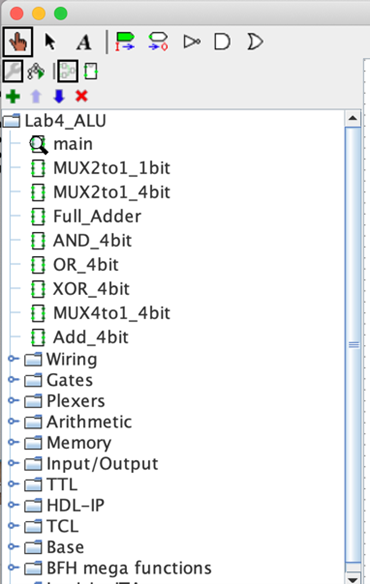 A
Lab4_ALU
main
MUX2to1_1bit
MUX2to1_4bit
Full_Adder
AND_4bit
OR_4bit
XOR_4bit
MUX4to1_4bit
Add_4bit
Wiring
Gates
Plexers
Arithmetic
Memory
Input/Output
TTL
HDL-IP
TCL
Base
BFH mega functions